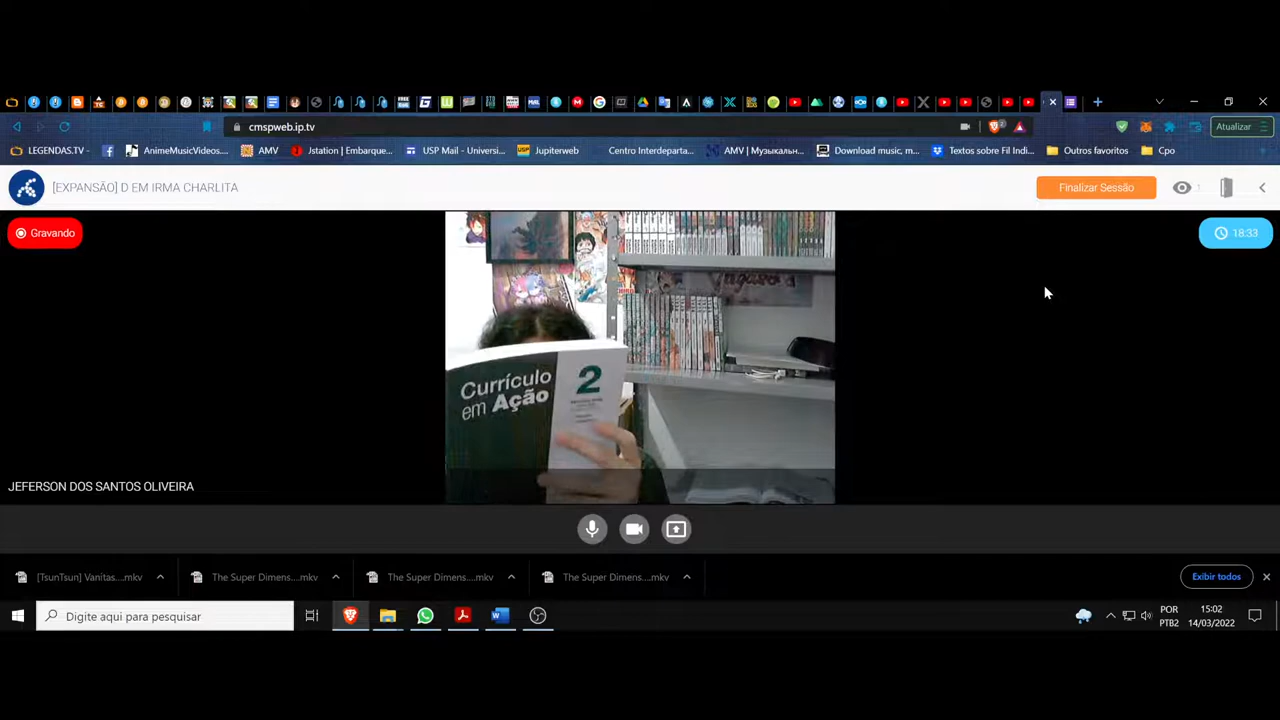 cmspweb.ip.tv
Atualizar
LEGENDAS.TV -
AnimeMusicVideos...
AMV
Jstation | Embarque...
USP Mail - Universi...
Jupiterweb
Centro Interdeparta...
AMV | Музыкальн...
Download music, m...
Textos sobre Fil Indi...
Outros favoritos
Cpo
[EXPANSÃO] D EM IRMA CHARLITA
Finalizar Sessão
1
Gravando
18:33
Currículo
em Ação
2
JEFERSON DOS SANTOS OLIVEIRA
[TsunTsun] Vanitas....mkv
The Super Dimens....mkv
The Super Dimens....mkv
The Super Dimens....mkv
Exibir todos
Digite aqui para pesquisar
POR
PTB2
15:02
14/03/2022